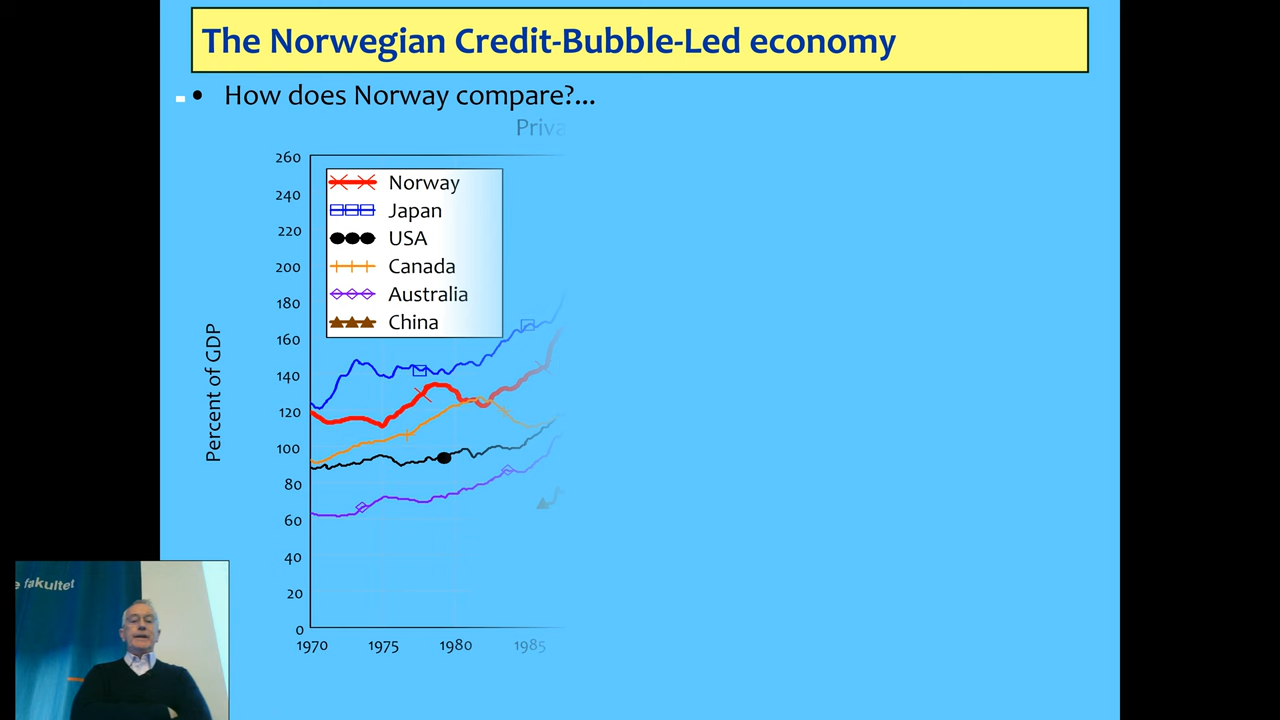 The Norwegian Credit-Bubble-Led economy
• How does Norway compare?...
260
240
220
200
180
160
140
120
100
80
60
40
20
0
Percent of GDP
Norway
Japan
USA
Canada
Australia
China
1970 1975 1980 1985
fakultet